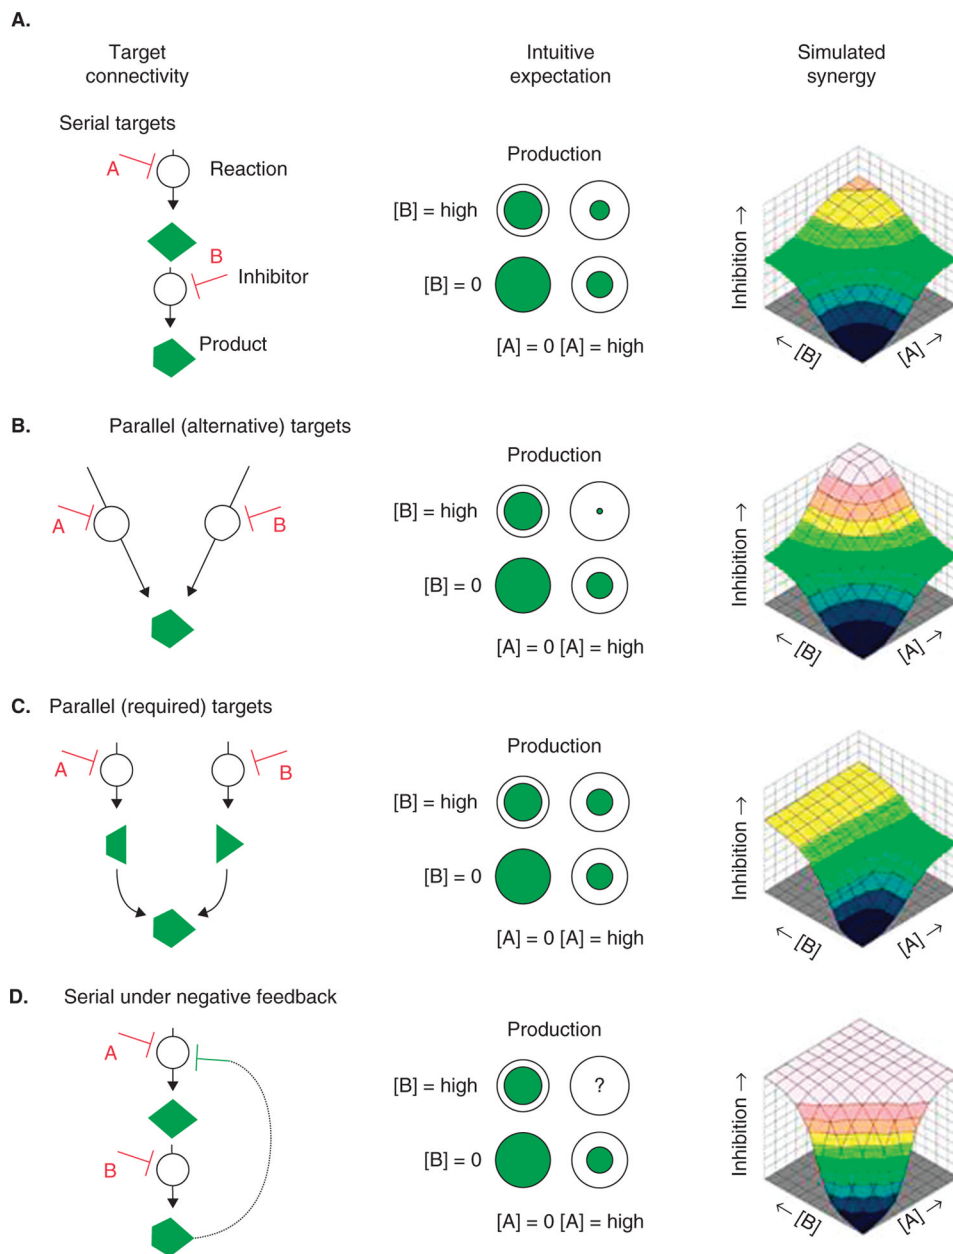 A.
Target
connectivity
Intuitive
expectation
Simulated
synergy
Serial targets
A
Reaction
B
Inhibitor
Product
Production
[B] = high
[B] = 0
[A] = 0 [A] = high
Inhibition →
← [B]
[A] →
B.
Parallel (alternative) targets
A
B
Production
[B] = high
[B] = 0
[A] = 0 [A] = high
Inhibition →
← [B]
[A] →
C.
Parallel (required) targets
A
B
Production
[B] = high
[B] = 0
[A] = 0 [A] = high
Inhibition →
← [B]
[A] →
D.
Serial under negative feedback
A
B
Production
[B] = high
?
[B] = 0
[A] = 0 [A] = high
Inhibition →
← [B]
[A] →